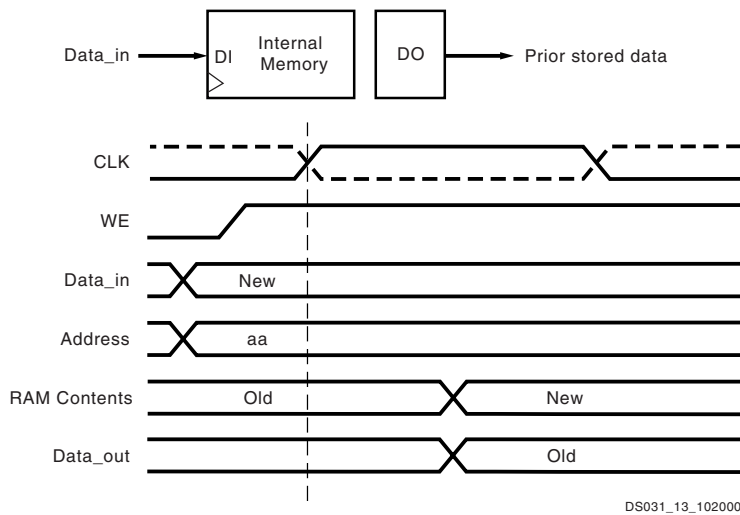 Data_in DI Internal Memory DO Prior stored data
CLK
WE
Data_in New
Address aa
RAM Contents Old New
Data_out Old
DS031_13_102000